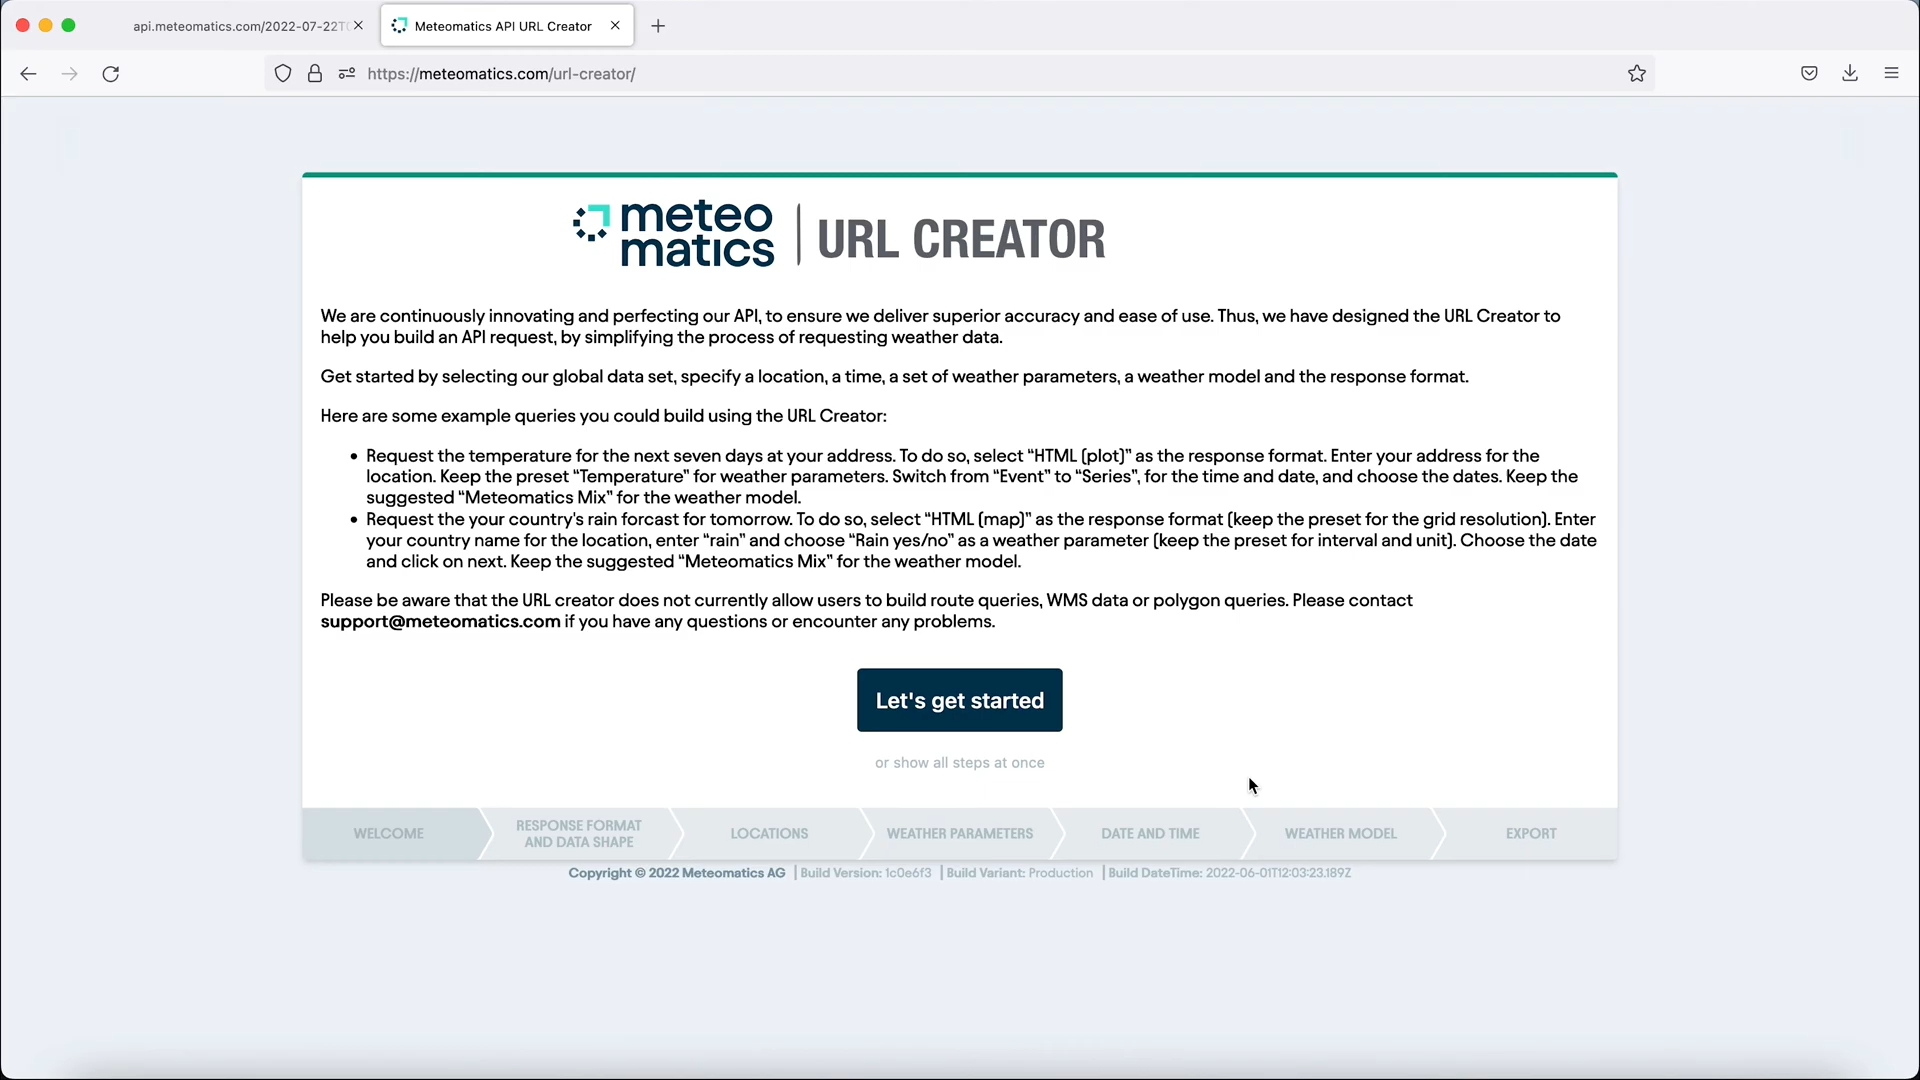 api.meteomatics.com/2022-07-22T
Meteomatics API URL Creator
https://meteomatics.com/url-creator/
meteo
matics
URL CREATOR
We are continuously innovating and perfecting our API, to ensure we deliver superior accuracy and ease of use. Thus, we have designed the URL Creator to
help you build an API request, by simplifying the process of requesting weather data.
Get started by selecting our global data set, specify a location, a time, a set of weather parameters, a weather model and the response format.
Here are some example queries you could build using the URL Creator:
• Request the temperature for the next seven days at your address. To do so, select “HTML (plot)” as the response format. Enter your address for the
location. Keep the preset “Temperature” for weather parameters. Switch from “Event” to “Series”, for the time and date, and choose the dates. Keep the
suggested “Meteomatics Mix” for the weather model.
• Request the your country's rain forcast for tomorrow. To do so, select “HTML (map)” as the response format (keep the preset for the grid resolution). Enter
your country name for the location, enter “rain” and choose “Rain yes/no” as a weather parameter (keep the preset for interval and unit). Choose the date
and click on next. Keep the suggested “Meteomatics Mix” for the weather model.
Please be aware that the URL creator does not currently allow users to build route queries, WMS data or polygon queries. Please contact
support@meteomatics.com if you have any questions or encounter any problems.
Let's get started
or show all steps at once
WELCOME
RESPONSE FORMAT
AND DATA SHAPE
LOCATIONS
WEATHER PARAMETERS
DATE AND TIME
WEATHER MODEL
EXPORT
Copyright © 2022 Meteomatics AG | Build Version: 1c0e6f3 | Build Variant: Production | Build DateTime: 2022-06-01T12:03:23.189Z